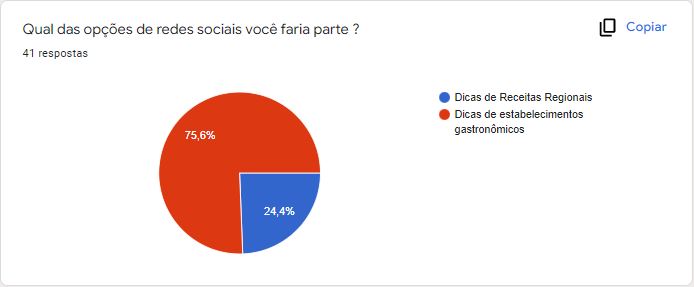 Qual das opções de redes sociais você faria parte ?
Copiar
41 respostas
Dicas de Receitas Regionais
Dicas de estabelecimentos
gastronômicos
75,6%
24,4%